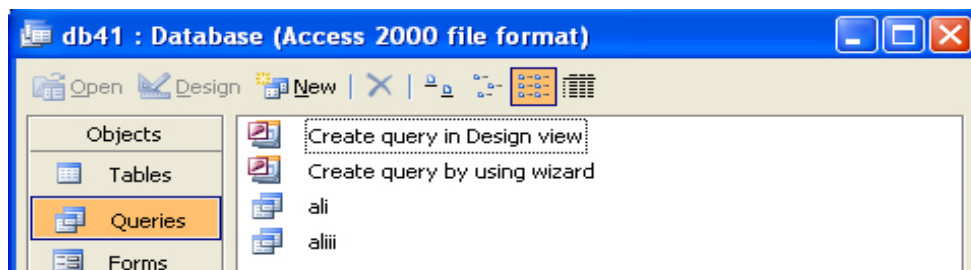 db41 : Database (Access 2000 file format)
Open Design New
Objects
Tables
Queries
Forms
Create query in Design view
Create query by using wizard
ali
aliii